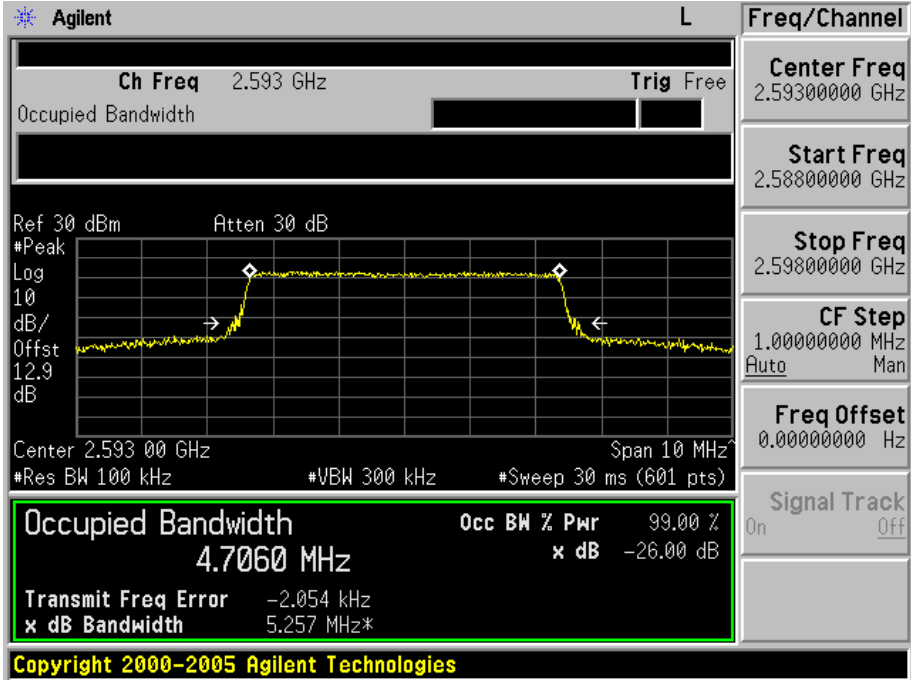 Agilent L Freq/Channel
Ch Freq 2.593 GHz Trig Free
Occupied Bandwidth
Center Freq
2.59300000 GHz
Start Freq
2.58800000 GHz
Stop Freq
2.59800000 GHz
CF Step
1.00000000 MHz
Auto Man
Freq Offset
0.00000000 Hz
Signal Track
On Off
Ref 30 dBm Atten 30 dB
#Peak
Log
10
dB/
Offst
12.9
dB
Center 2.593 00 GHz Span 10 MHz^
#Res BW 100 kHz #VBW 300 kHz #Sweep 30 ms (601 pts)
Occupied Bandwidth Occ BW % Pwr 99.00 %
4.7060 MHz x dB -26.00 dB
Transmit Freq Error -2.054 kHz
x dB Bandwidth 5.257 MHz*
Copyright 2000-2005 Agilent Technologies